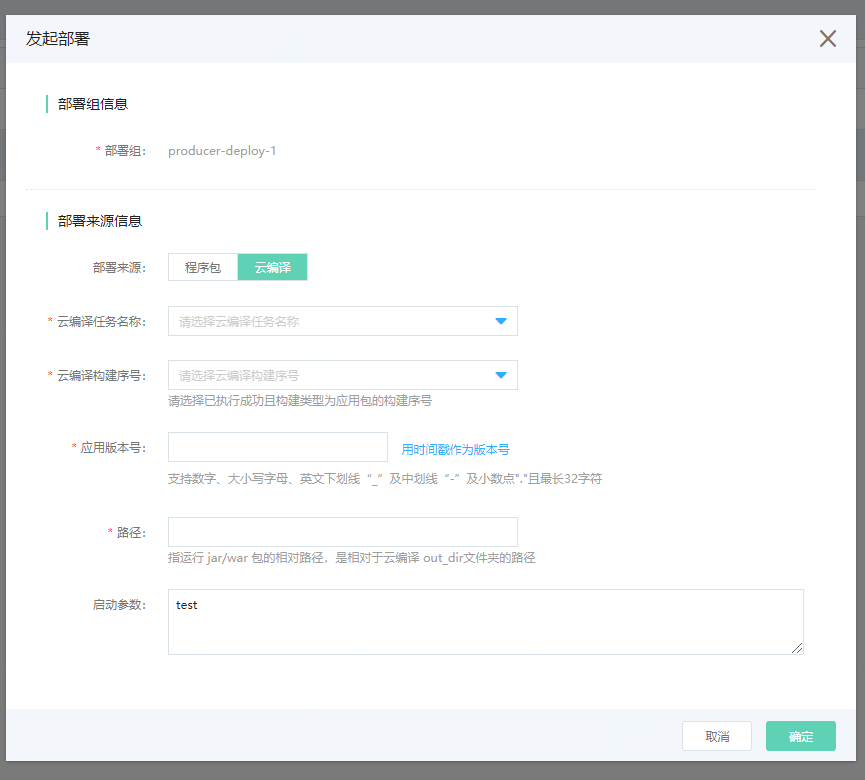 发起部署
部署组信息
* 部署组： producer-deploy-1
部署来源信息
部署来源： 程序包 云编译
* 云编译任务名称： 请选择云编译任务名称
* 云编译构建序号： 请选择云编译构建序号
请选择已执行成功且构建类型为应用包的构建序号
* 应用版本号： 用时间戳作为版本号
支持数字、大小写字母、英文下划线“_”及中划线“-”及小数点"."且最长32字符
* 路径：
指运行 jar/war 包的相对路径，是相对于云编译 out_dir文件夹的路径
启动参数： test
取消 确定